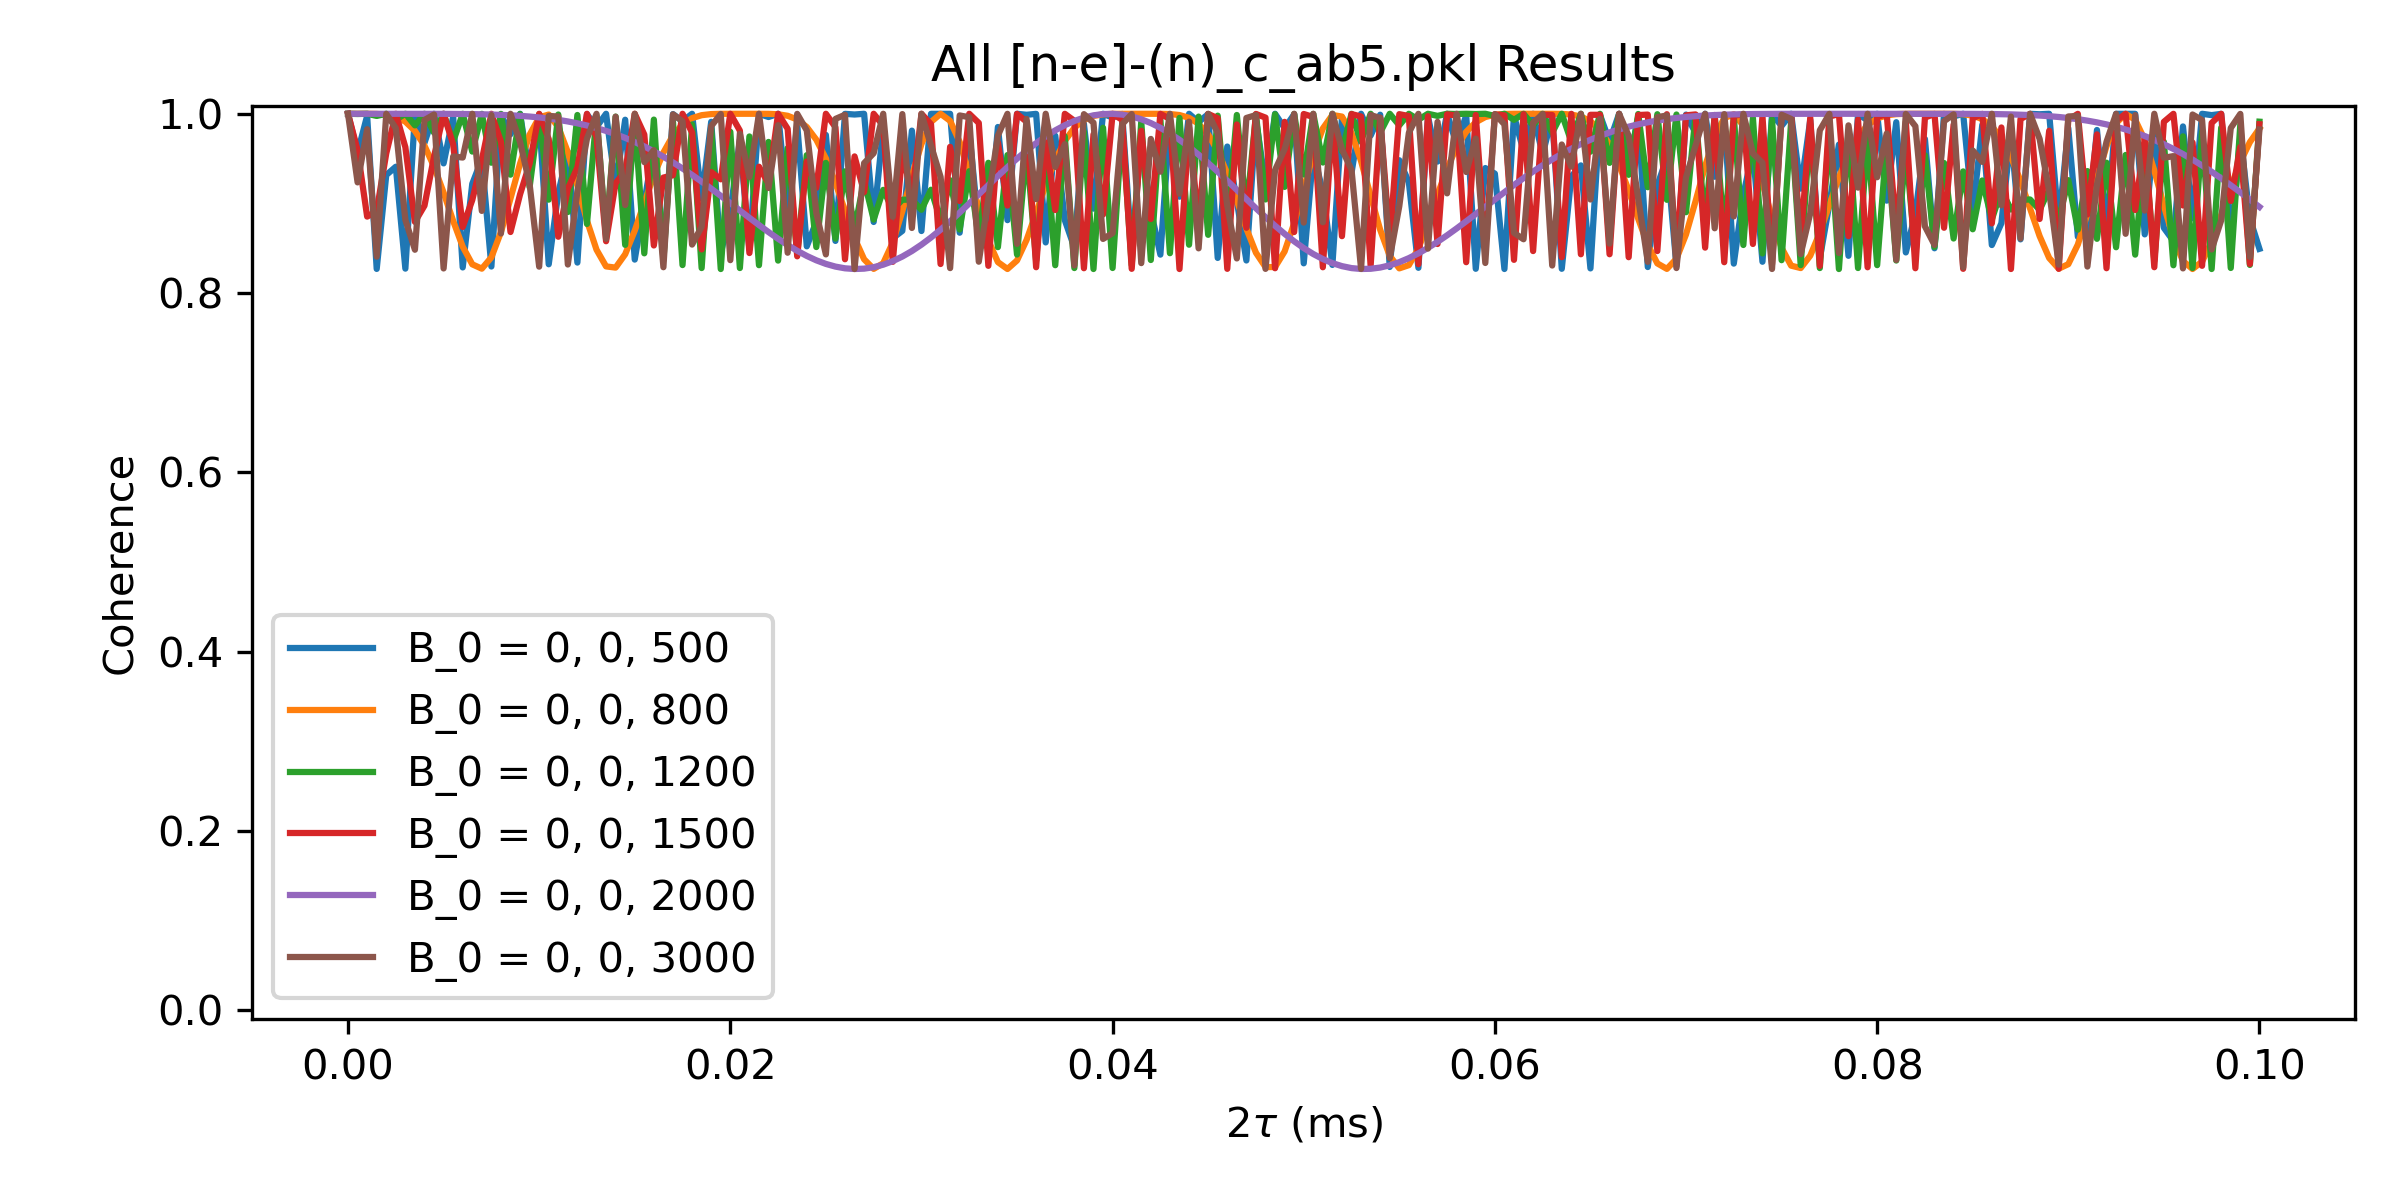 All [n-e]-(n)_c_ab5.pkl Results
1.0
0.8
0.6
0.4
0.2
0.0
Coherence
B_0 = 0, 0, 500
B_0 = 0, 0, 800
B_0 = 0, 0, 1200
B_0 = 0, 0, 1500
B_0 = 0, 0, 2000
B_0 = 0, 0, 3000
0.00 0.02 0.04 0.06 0.08 0.10
2τ (ms)